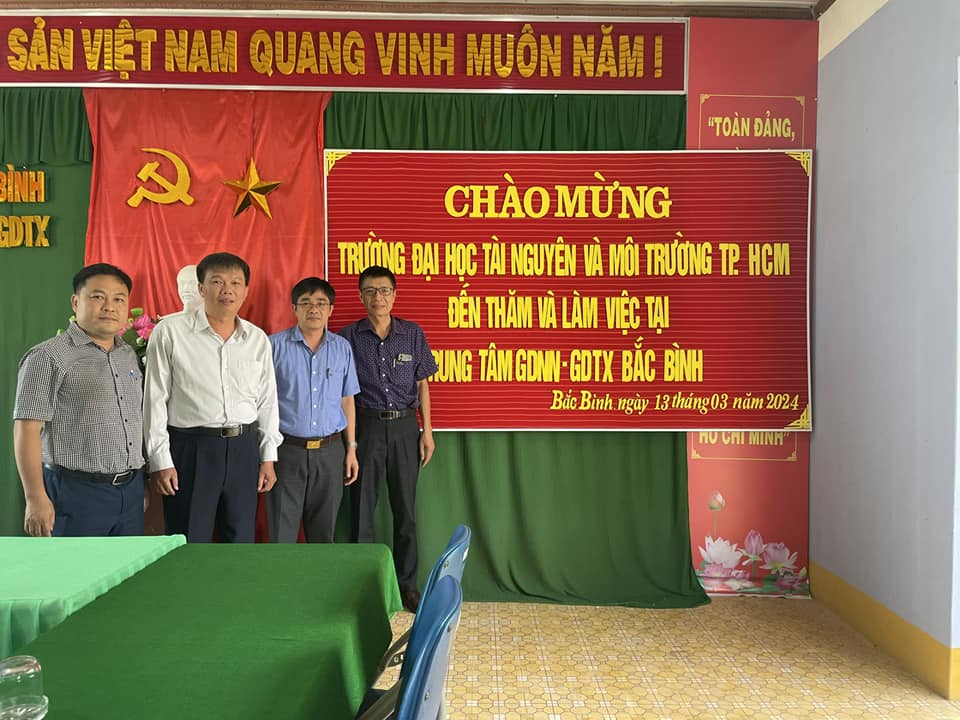 SẢN VIỆT NAM QUANG VINH MUÔN NĂM !
BÌNH
GDTX
"TOÀN ĐẢNG,
CHÀO MỪNG
TRƯỜNG ĐẠI HỌC TÀI NGUYÊN VÀ MÔI TRƯỜNG TP. HCM
ĐẾN THĂM VÀ LÀM VIỆC TẠI
RUNG TÂM GDNN-GDTX BẮC BÌNH
Bắc Bình, ngày 13 tháng 03 năm 2024
HỒ CHÍ MINH"